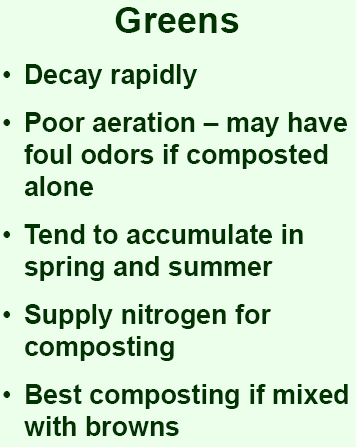 Greens
• Decay rapidly
• Poor aeration – may have
foul odors if composted
alone
• Tend to accumulate in
spring and summer
• Supply nitrogen for
composting
• Best composting if mixed
with browns